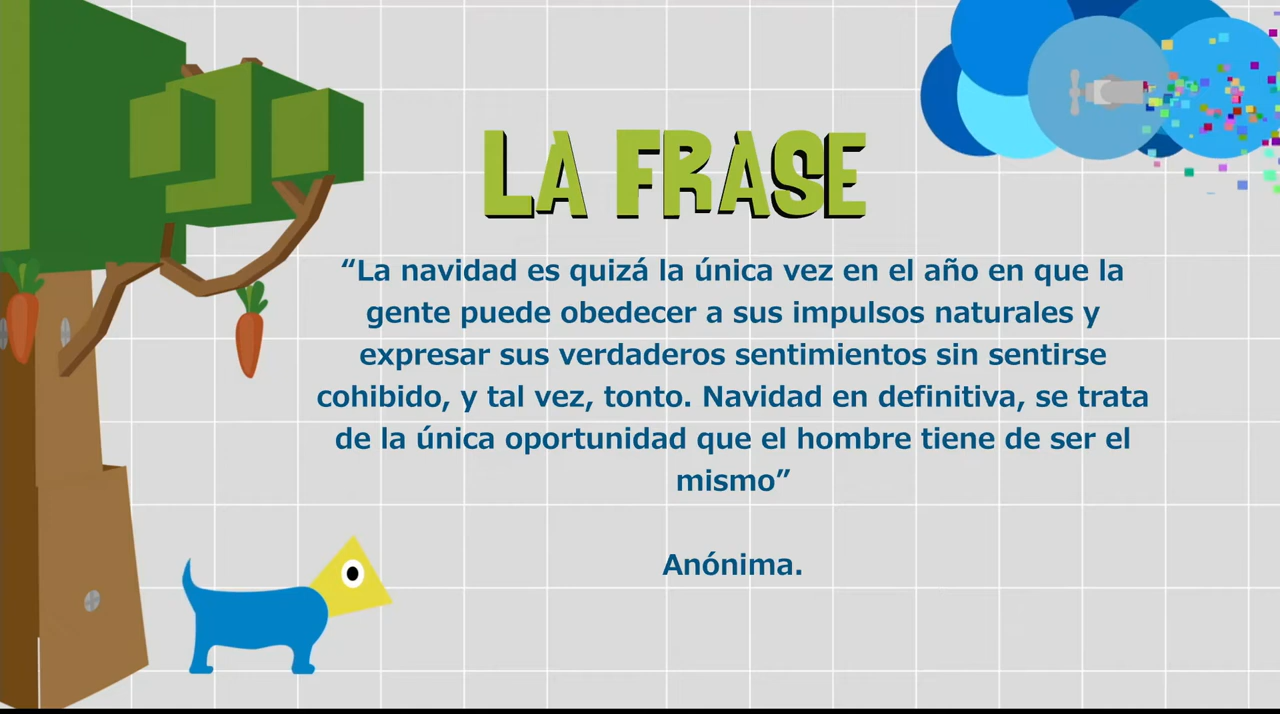 LA FRASE
“La navidad es quizá la única vez en el año en que la
gente puede obedecer a sus impulsos naturales y
expresar sus verdaderos sentimientos sin sentirse
cohibido, y tal vez, tonto. Navidad en definitiva, se trata
de la única oportunidad que el hombre tiene de ser el
mismo”
Anónima.